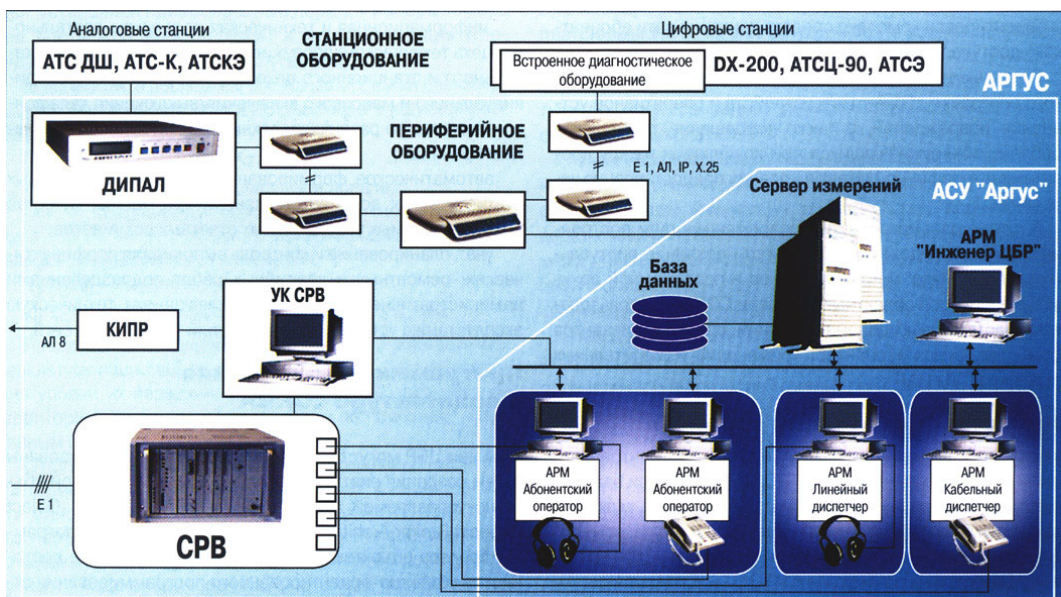 Аналоговые станции
АТС ДШ, АТС-К, АТСКЭ
СТАНЦИОННОЕ
ОБОРУДОВАНИЕ
Цифровые станции
Встроенное диагностическое
оборудование
DX-200, АТСЦ-90, АТСЭ
АРГУС
ДИПАЛ
ПЕРИФЕРИЙНОЕ
ОБОРУДОВАНИЕ
Е 1, АЛ, IP, X.25
Сервер измерений
АСУ "Аргус"
АРМ
"Инженер ЦБР"
База
данных
УК СРВ
КИПР
АЛ 8
Е 1
СРВ
АРМ
Абонентский
оператор
АРМ
Абонентский
оператор
АРМ
Линейный
диспетчер
АРМ
Кабельный
диспетчер